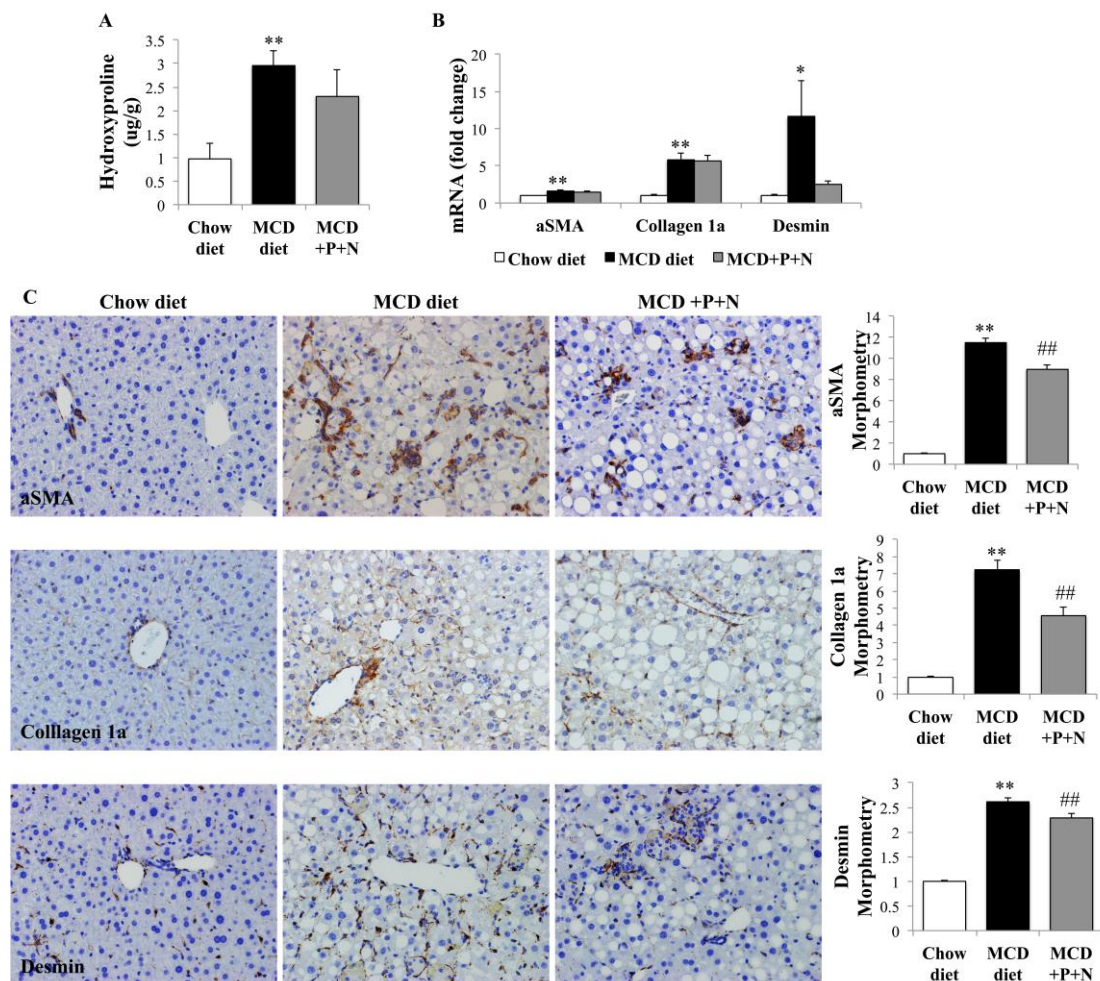 A
Hydroxyproline
(ug/g)
3.5
3
2.5
2
1.5
1
0.5
0
**
Chow diet
MCD diet
MCD +P+N
B
mRNA (fold change)
20
15
10
5
0
**
**
*
aSMA
Collagen 1a
Desmin
Chow diet
MCD diet
MCD+P+N
C
Chow diet
MCD diet
MCD +P+N
aSMA
aSMA
Morphometry
14
12
10
8
6
4
2
0
**
##
Chow diet
MCD diet
MCD +P+N
Colllagen 1a
Collagen 1a
Morphometry
9
8
7
6
5
4
3
2
1
0
**
##
Chow diet
MCD diet
MCD +P+N
Desmin
Desmin
Morphometry
3
2.5
2
1.5
1
0.5
0
**
##
Chow diet
MCD diet
MCD +P+N